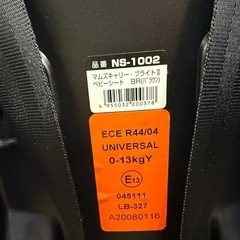 品番 NS-1002
マムズキャリー・ブライトⅡ
ベビーシート BR(ﾌﾞﾗｳﾝ)
4 955032 200378
ECE R44/04
UNIVERSAL
0-13kgY
E13
045111
LB-327
A20080116